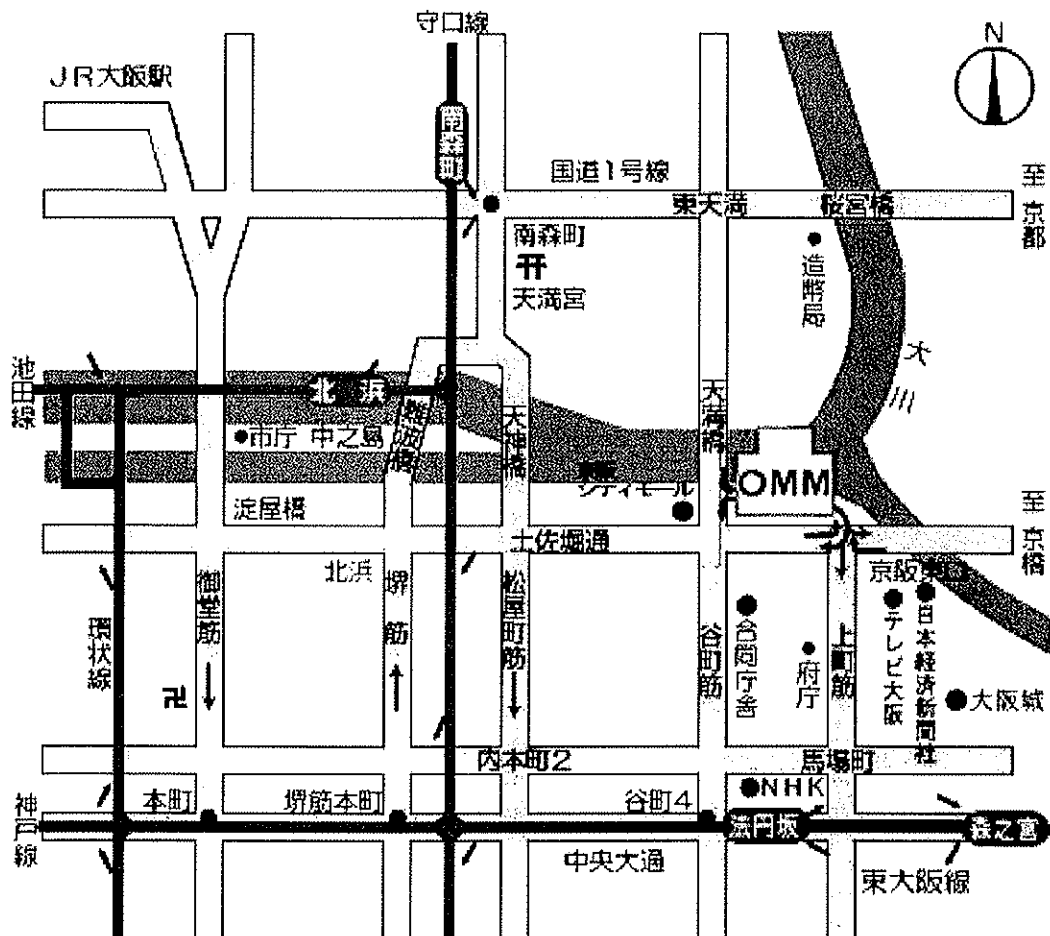 守口線
N
JR大阪駅
南森町
国道1号線
東天満
桜宮橋
至京都
南森町
天満宮
造幣局
大川
池田線
北浜
難波橋
天神橋
天満橋
市庁
中之島
シティモール
OMM
淀屋橋
土佐堀通
至京橋
北浜
京阪東口
環状線
御堂筋
堺筋
松屋町筋
谷町筋
合同庁舎
府庁
上町筋
テレビ大阪
日本経済新聞社
大阪城
卍
内本町2
馬場町
NHK
神戸線
本町
堺筋本町
谷町4
法円坂
森之宮
中央大通
東大阪線